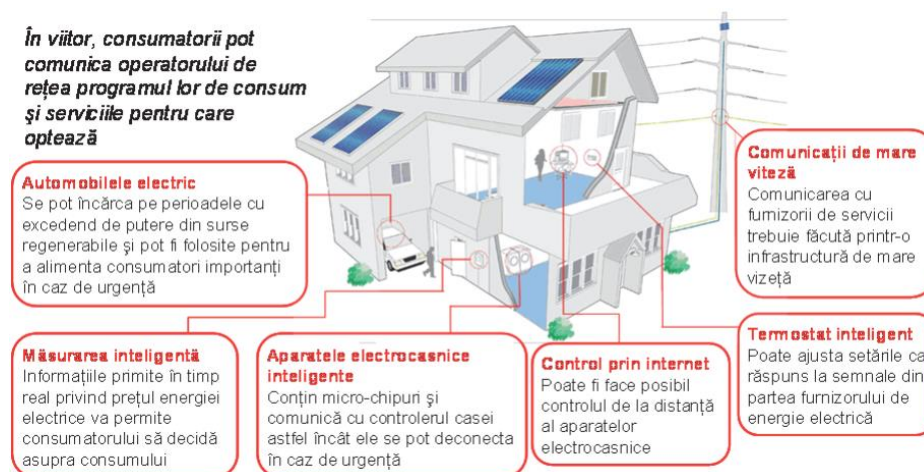 În viitor, consumatorii pot
comunica operatorului de
rețea programul lor de consum
și serviciile pentru care
optează
Automobilele electric
Se pot încărca pe perioadele cu
excedend de putere din surse
regenerabile și pot fi folosite pentru
a alimenta consumatori importanți
în caz de urgență
Comunicații de mare
viteză
Comunicarea cu
furnizorii de servicii
trebuie făcută printr-o
infrastructură de mare
vizeță
Măsurarea inteligentă
Informațiile primite în timp
real privind prețul energiei
electrice va permite
consumatorului să decidă
asupra consumului
Aparatele electrocasnice
inteligente
Conțin micro-chipuri și
comunică cu controlerul casei
astfel încât ele se pot deconecta
în caz de urgență
Control prin internet
Poate fi face posibil
controlul de la distanță
al aparatelor
electrocasnice
Termostat inteligent
Poate ajusta setările ca
răspuns la semnale din
partea furnizorului de
energie electrică